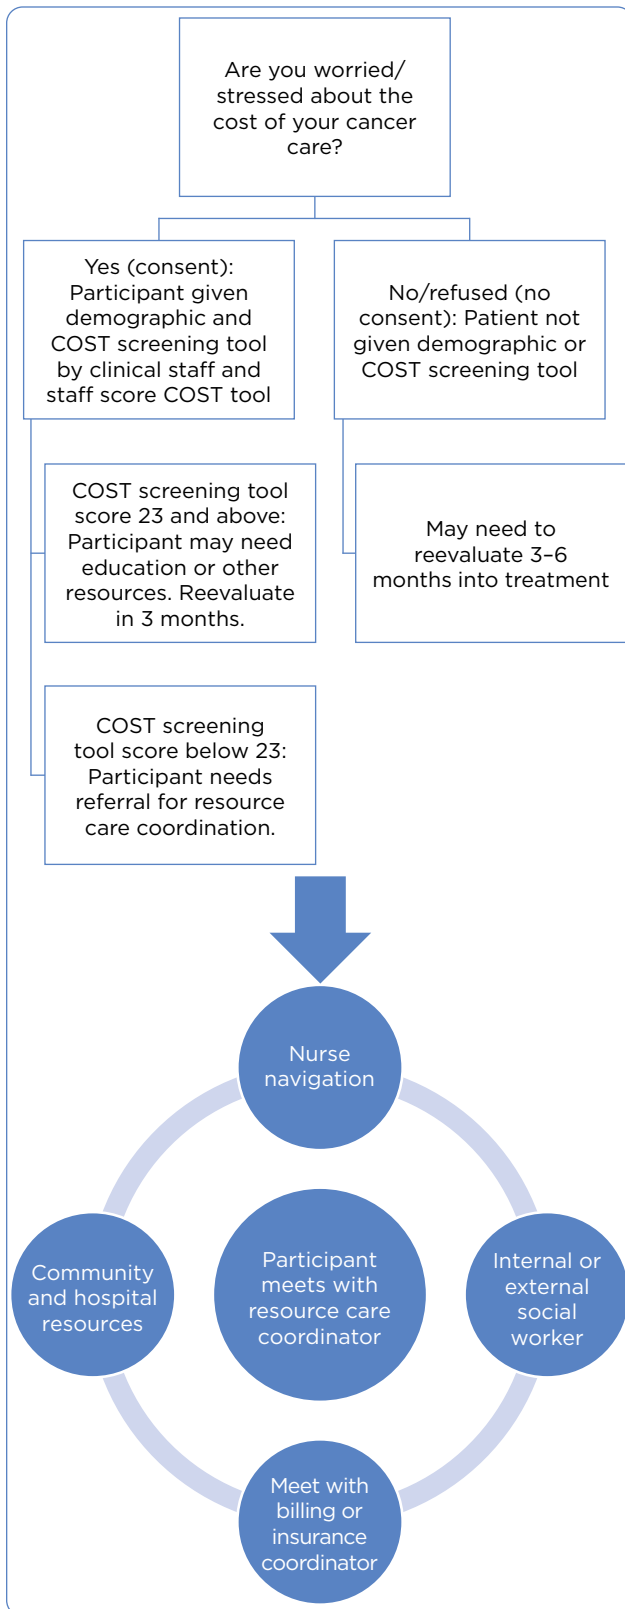 Are you worried/
stressed about the
cost of your cancer
care?
Yes (consent):
Participant given
demographic and
COST screening tool
by clinical staff and
staff score COST tool
No/refused (no
consent): Patient not
given demographic or
COST screening tool
COST screening tool
score 23 and above:
Participant may need
education or other
resources. Reevaluate
in 3 months.
May need to
reevaluate 3–6
months into treatment
COST screening
tool score below 23:
Participant needs
referral for resource
care coordination.
Nurse
navigation
Community
and hospital
resources
Participant
meets with
resource care
coordinator
Internal or
external
social
worker
Meet with
billing or
insurance
coordinator